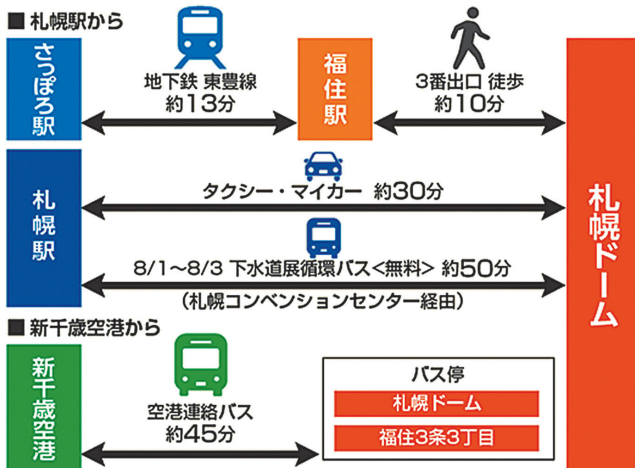 ■ 札幌駅から
さっぽろ駅
地下鉄 東豊線
約13分
福住駅
3番出口 徒歩
約10分
札幌ドーム
札幌駅
タクシー・マイカー 約30分
8/1～8/3 下水道展循環バス<無料> 約50分
(札幌コンベンションセンター経由)
■ 新千歳空港から
新千歳空港
空港連絡バス
約45分
バス停
札幌ドーム
福住3条3丁目